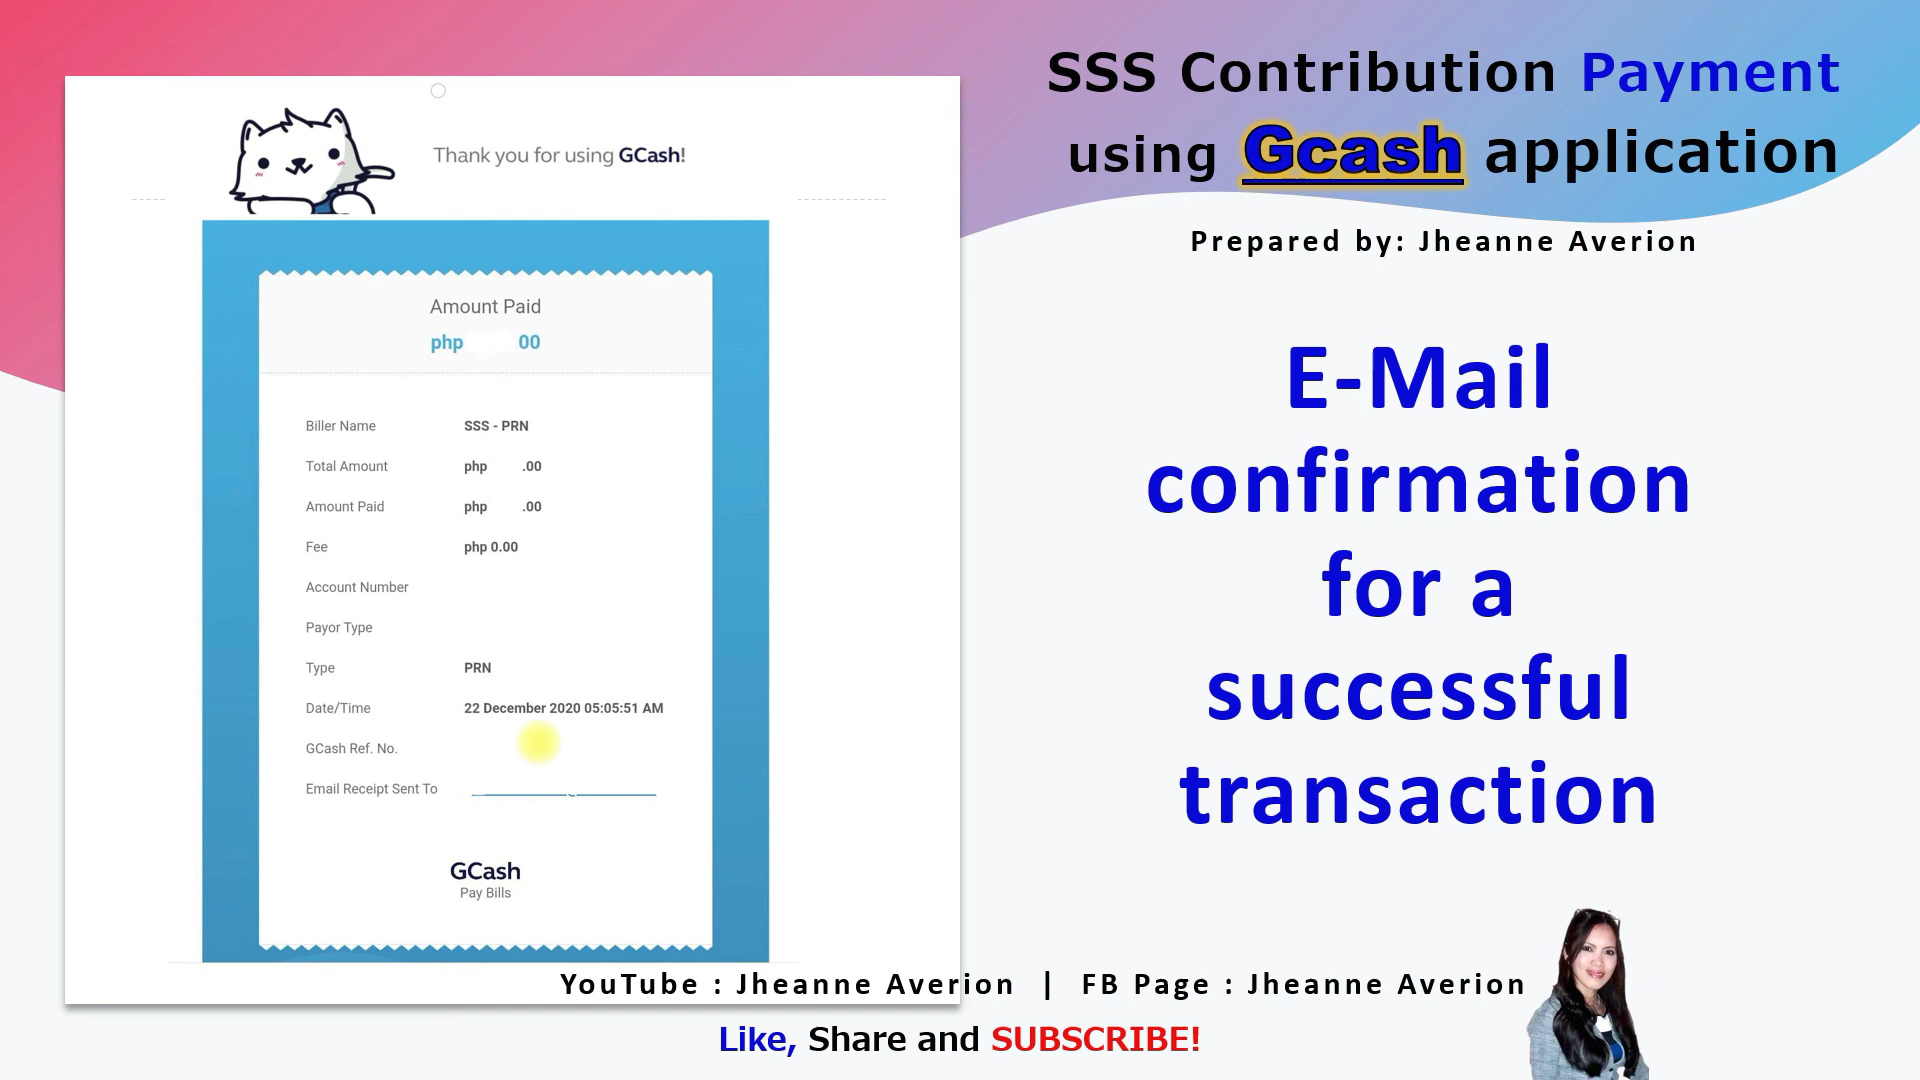 SSS Contribution Payment
using Gcash application
Prepared by: Jheanne Averion
Thank you for using GCash!
Amount Paid
php .00
Biller Name SSS - PRN
Total Amount php .00
Amount Paid php .00
Fee php 0.00
Account Number
Payor Type
Type PRN
Date/Time 22 December 2020 05:05:51 AM
GCash Ref. No.
Email Receipt Sent To
GCash
Pay Bills
E-Mail
confirmation
for a
successful
transaction
YouTube : Jheanne Averion | FB Page : Jheanne Averion
Like, Share and SUBSCRIBE!